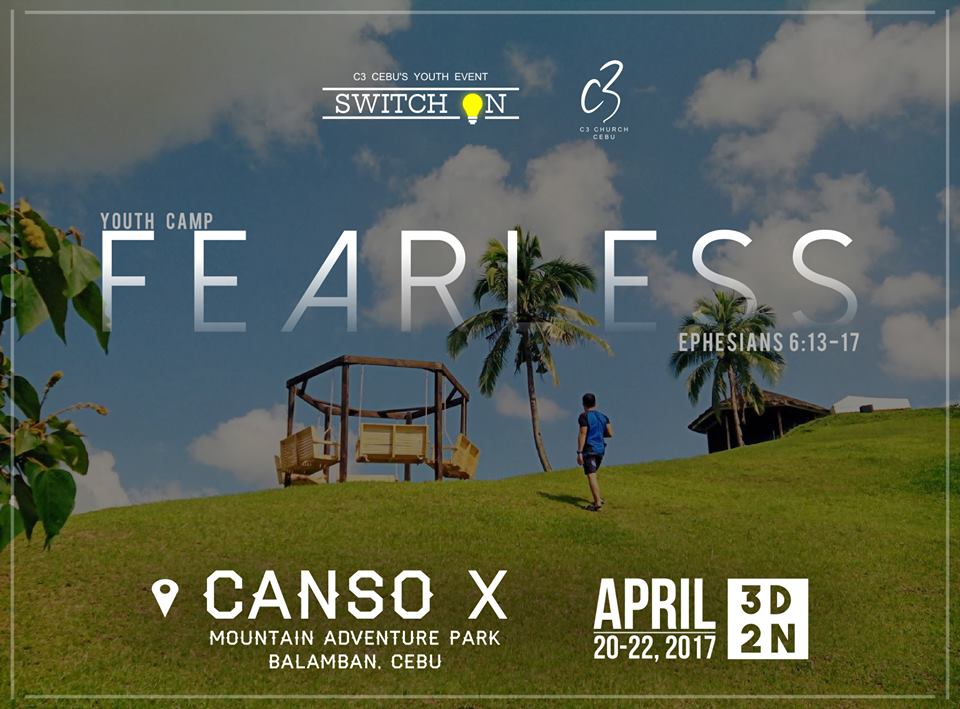 C3 CEBU'S YOUTH EVENT
SWITCH ON
c3
C3 CHURCH
CEBU
YOUTH CAMP
FEARLESS
EPHESIANS 6:13-17
CANSO X
MOUNTAIN ADVENTURE PARK
BALAMBAN, CEBU
APRIL
20-22, 2017
3D
2N